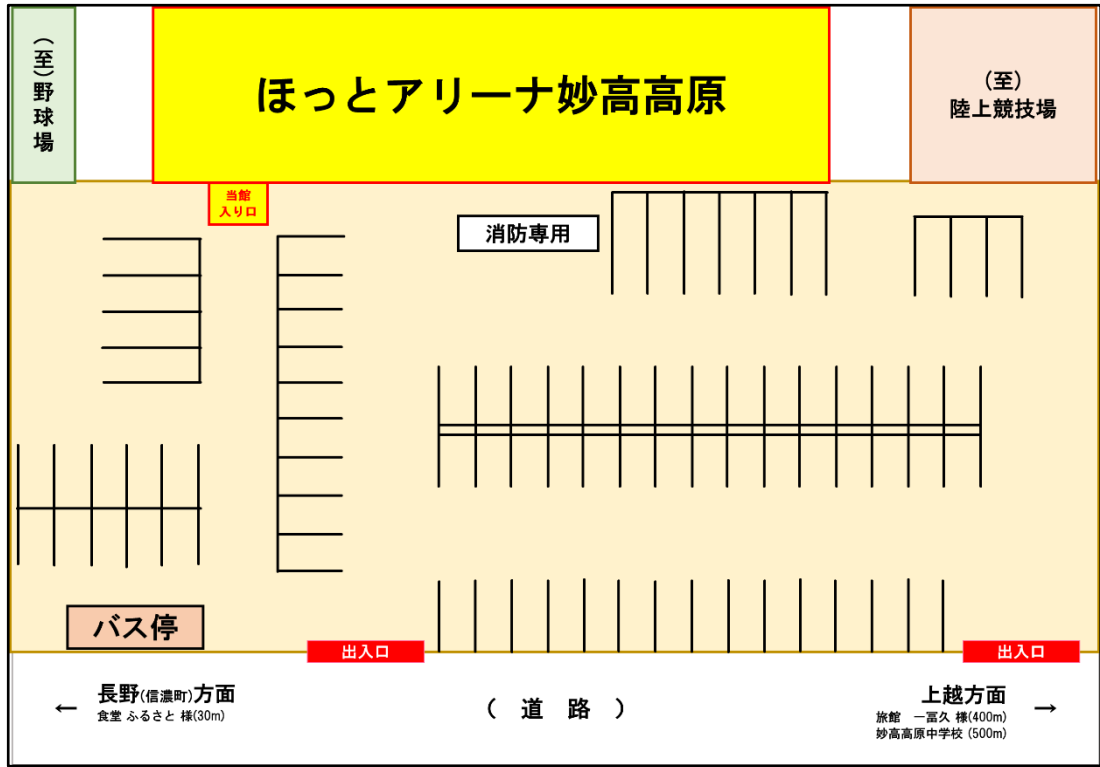 (至)野球場
ほっとアリーナ妙高高原
(至)
陸上競技場
当館
入り口
消防専用
バス停
出入口
出入口
← 長野(信濃町)方面
食堂 ふるさと 様(30m)
( 道 路 )
上越方面 →
旅館 一冨久 様(400m)
妙高高原中学校 (500m)